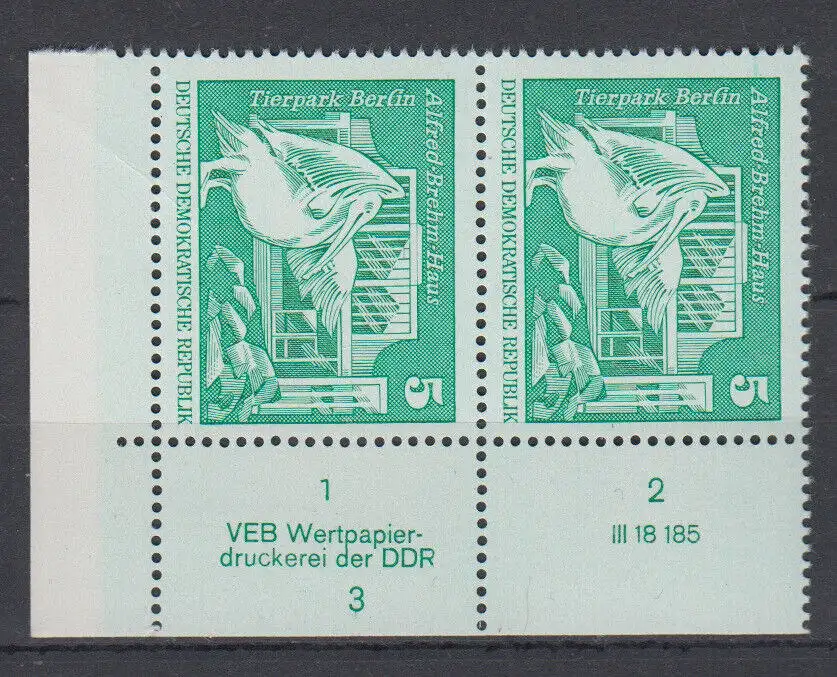 Tierpark Berlin
Alfred-Brehm-Haus
5
DEUTSCHE DEMOKRATISCHE REPUBLIK
Tierpark Berlin
Alfred-Brehm-Haus
5
DEUTSCHE DEMOKRATISCHE REPUBLIK
1
VEB Wertpapier-
druckerei der DDR
3
2
III 18 185